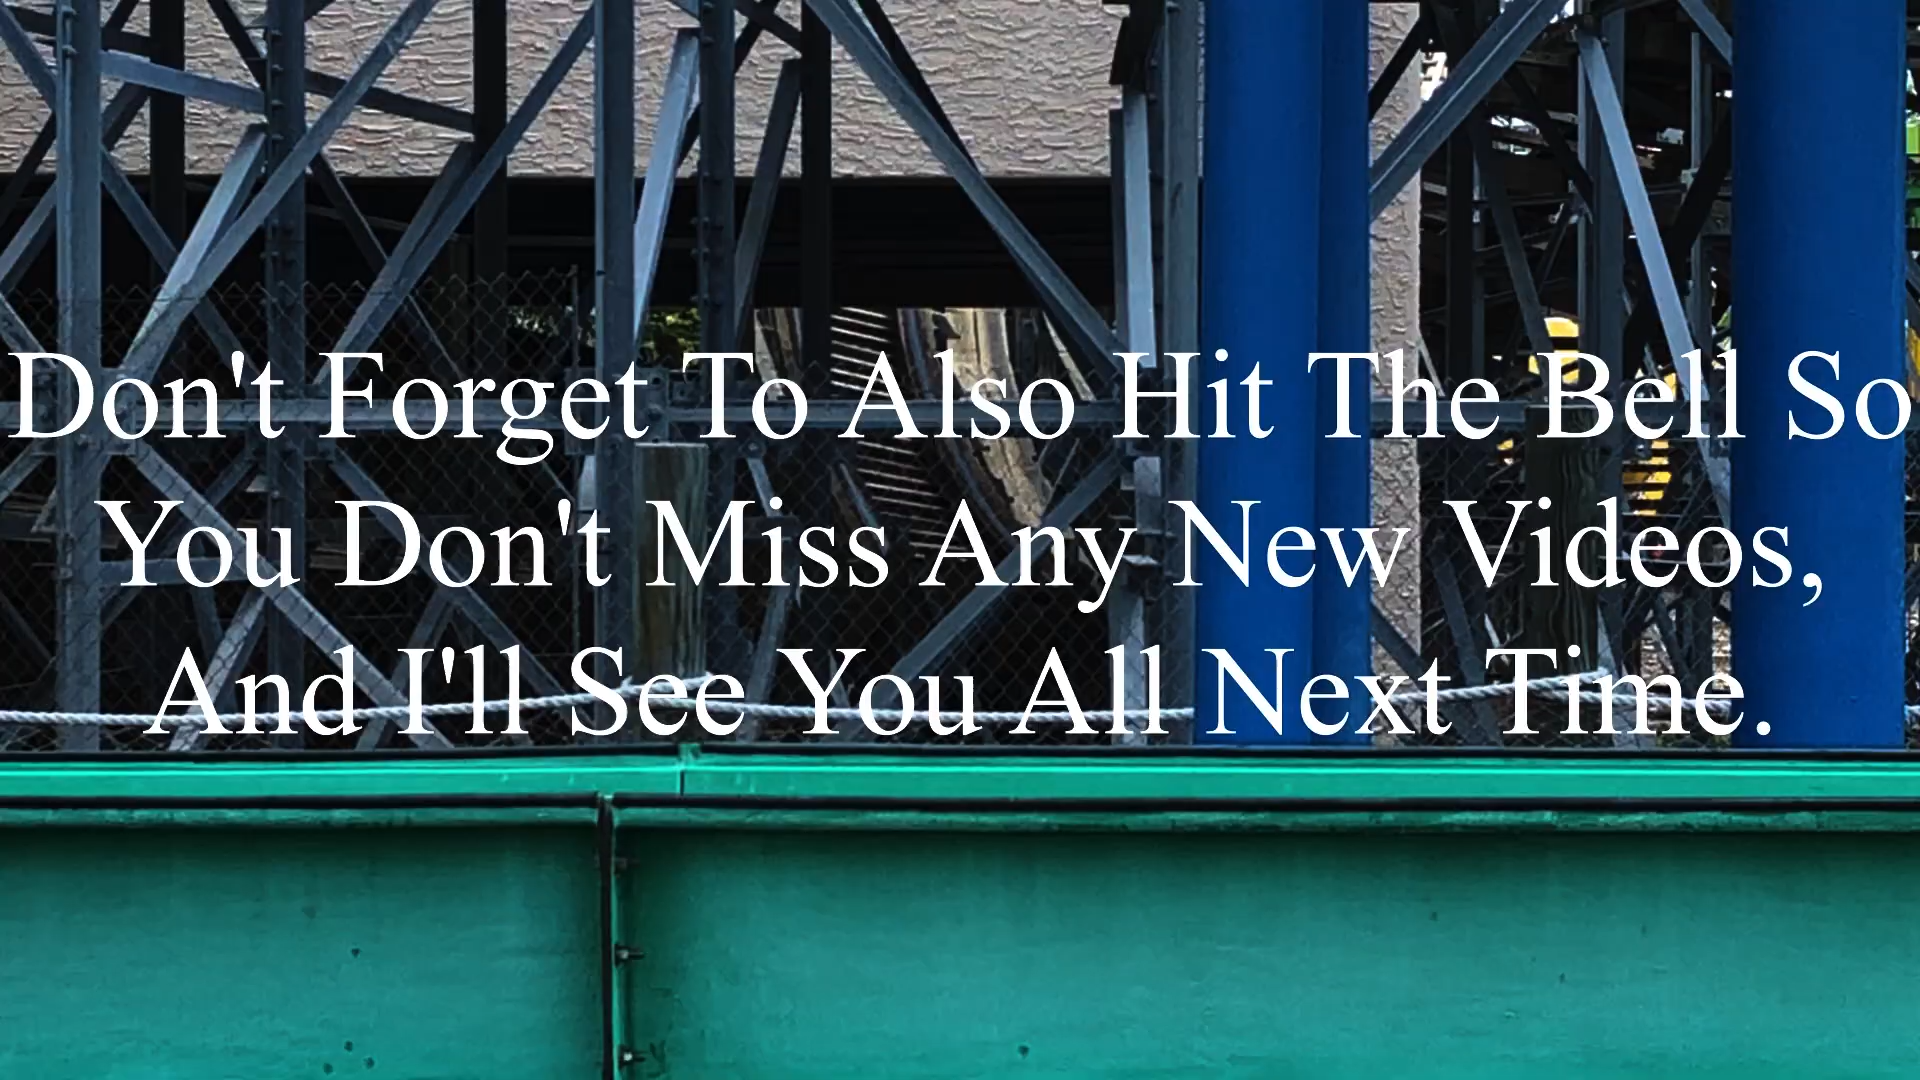 Don't Forget To Also Hit The Bell So
You Don't Miss Any New Videos,
And I'll See You All Next Time.